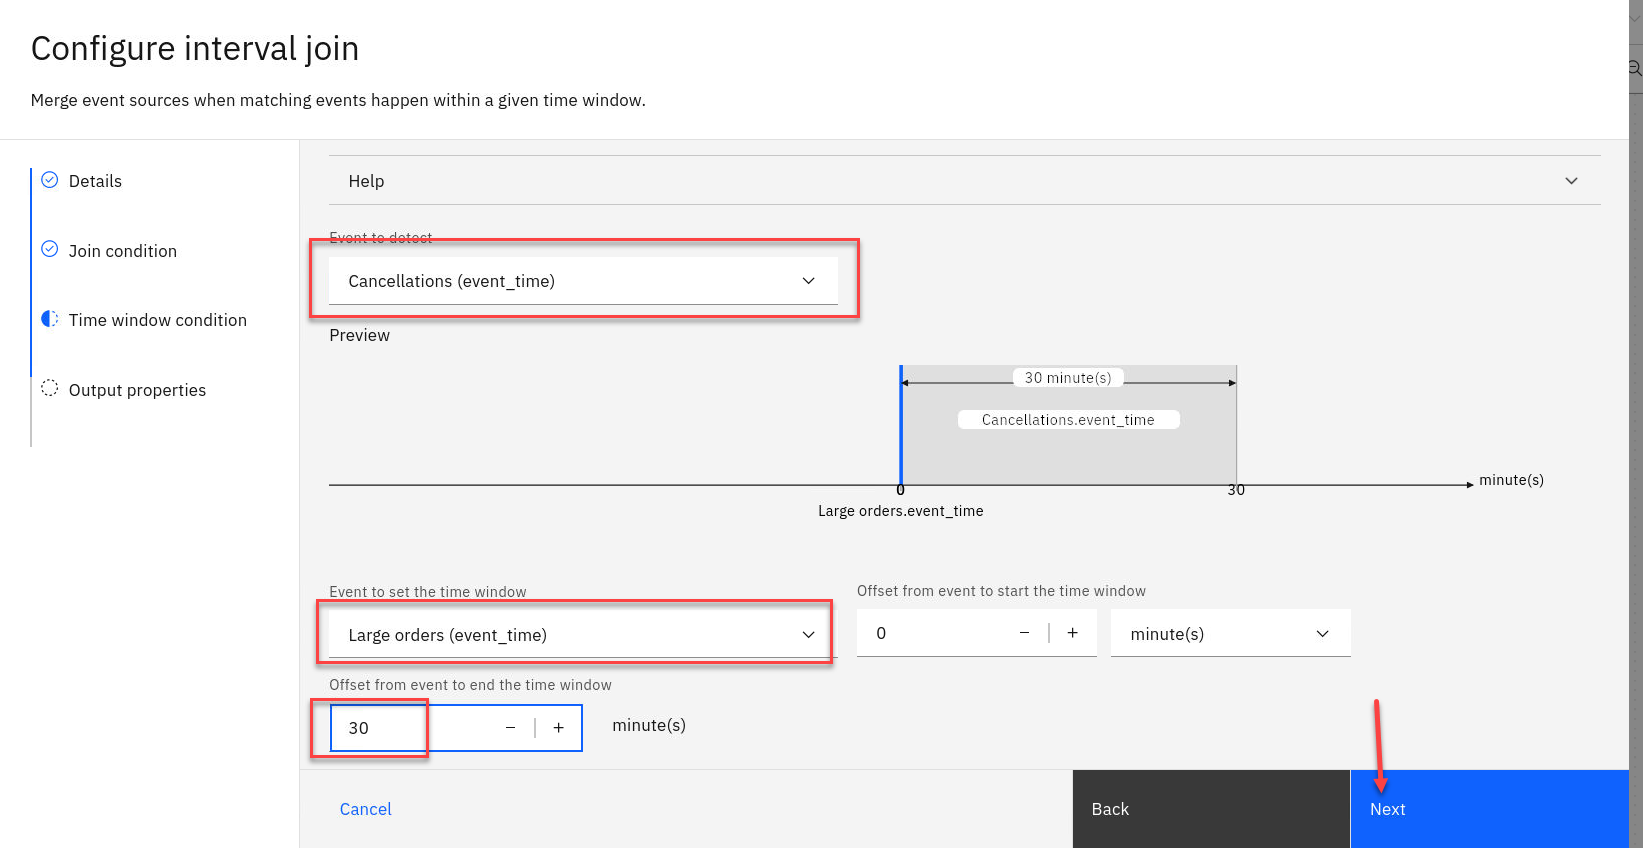 Configure interval join
Merge event sources when matching events happen within a given time window.
Details
Join condition
Time window condition
Output properties
Help
Event to detect
Cancellations (event_time)
Preview
30 minute(s)
Cancellations.event_time
minute(s)
0
30
Large orders.event_time
Event to set the time window
Large orders (event_time)
Offset from event to start the time window
0
minute(s)
Offset from event to end the time window
30
minute(s)
Cancel
Back
Next